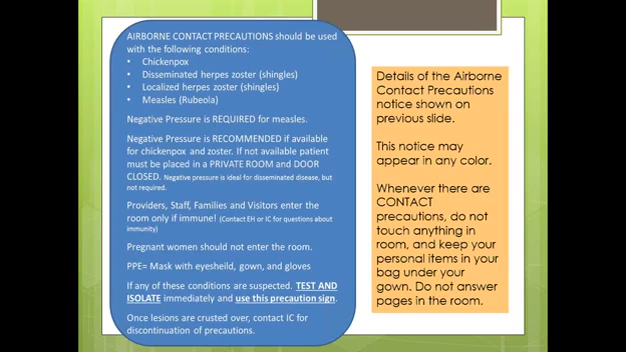 AIRBORNE CONTACT PRECAUTIONS should be used
with the following conditions:
• Chickenpox
• Disseminated herpes zoster (shingles)
• Localized herpes zoster (shingles)
• Measles (Rubeola)
Negative Pressure is REQUIRED for measles.
Negative Pressure is RECOMMENDED if available
for chickenpox and zoster. If not available patient
must be placed in a PRIVATE ROOM and DOOR
CLOSED. Negative pressure is ideal for disseminated disease, but
not required.
Providers, Staff, Families and Visitors enter the
room only if immune! (Contact EH or IC for questions about
immunity)
Pregnant women should not enter the room.
PPE= Mask with eyesheild, gown, and gloves
If any of these conditions are suspected. TEST AND
ISOLATE immediately and use this precaution sign.
Once lesions are crusted over, contact IC for
discontinuation of precautions.
Details of the Airborne
Contact Precautions
notice shown on
previous slide.
This notice may
appear in any color.
Whenever there are
CONTACT
precautions, do not
touch anything in
room, and keep your
personal items in your
bag under your
gown. Do not answer
pages in the room.